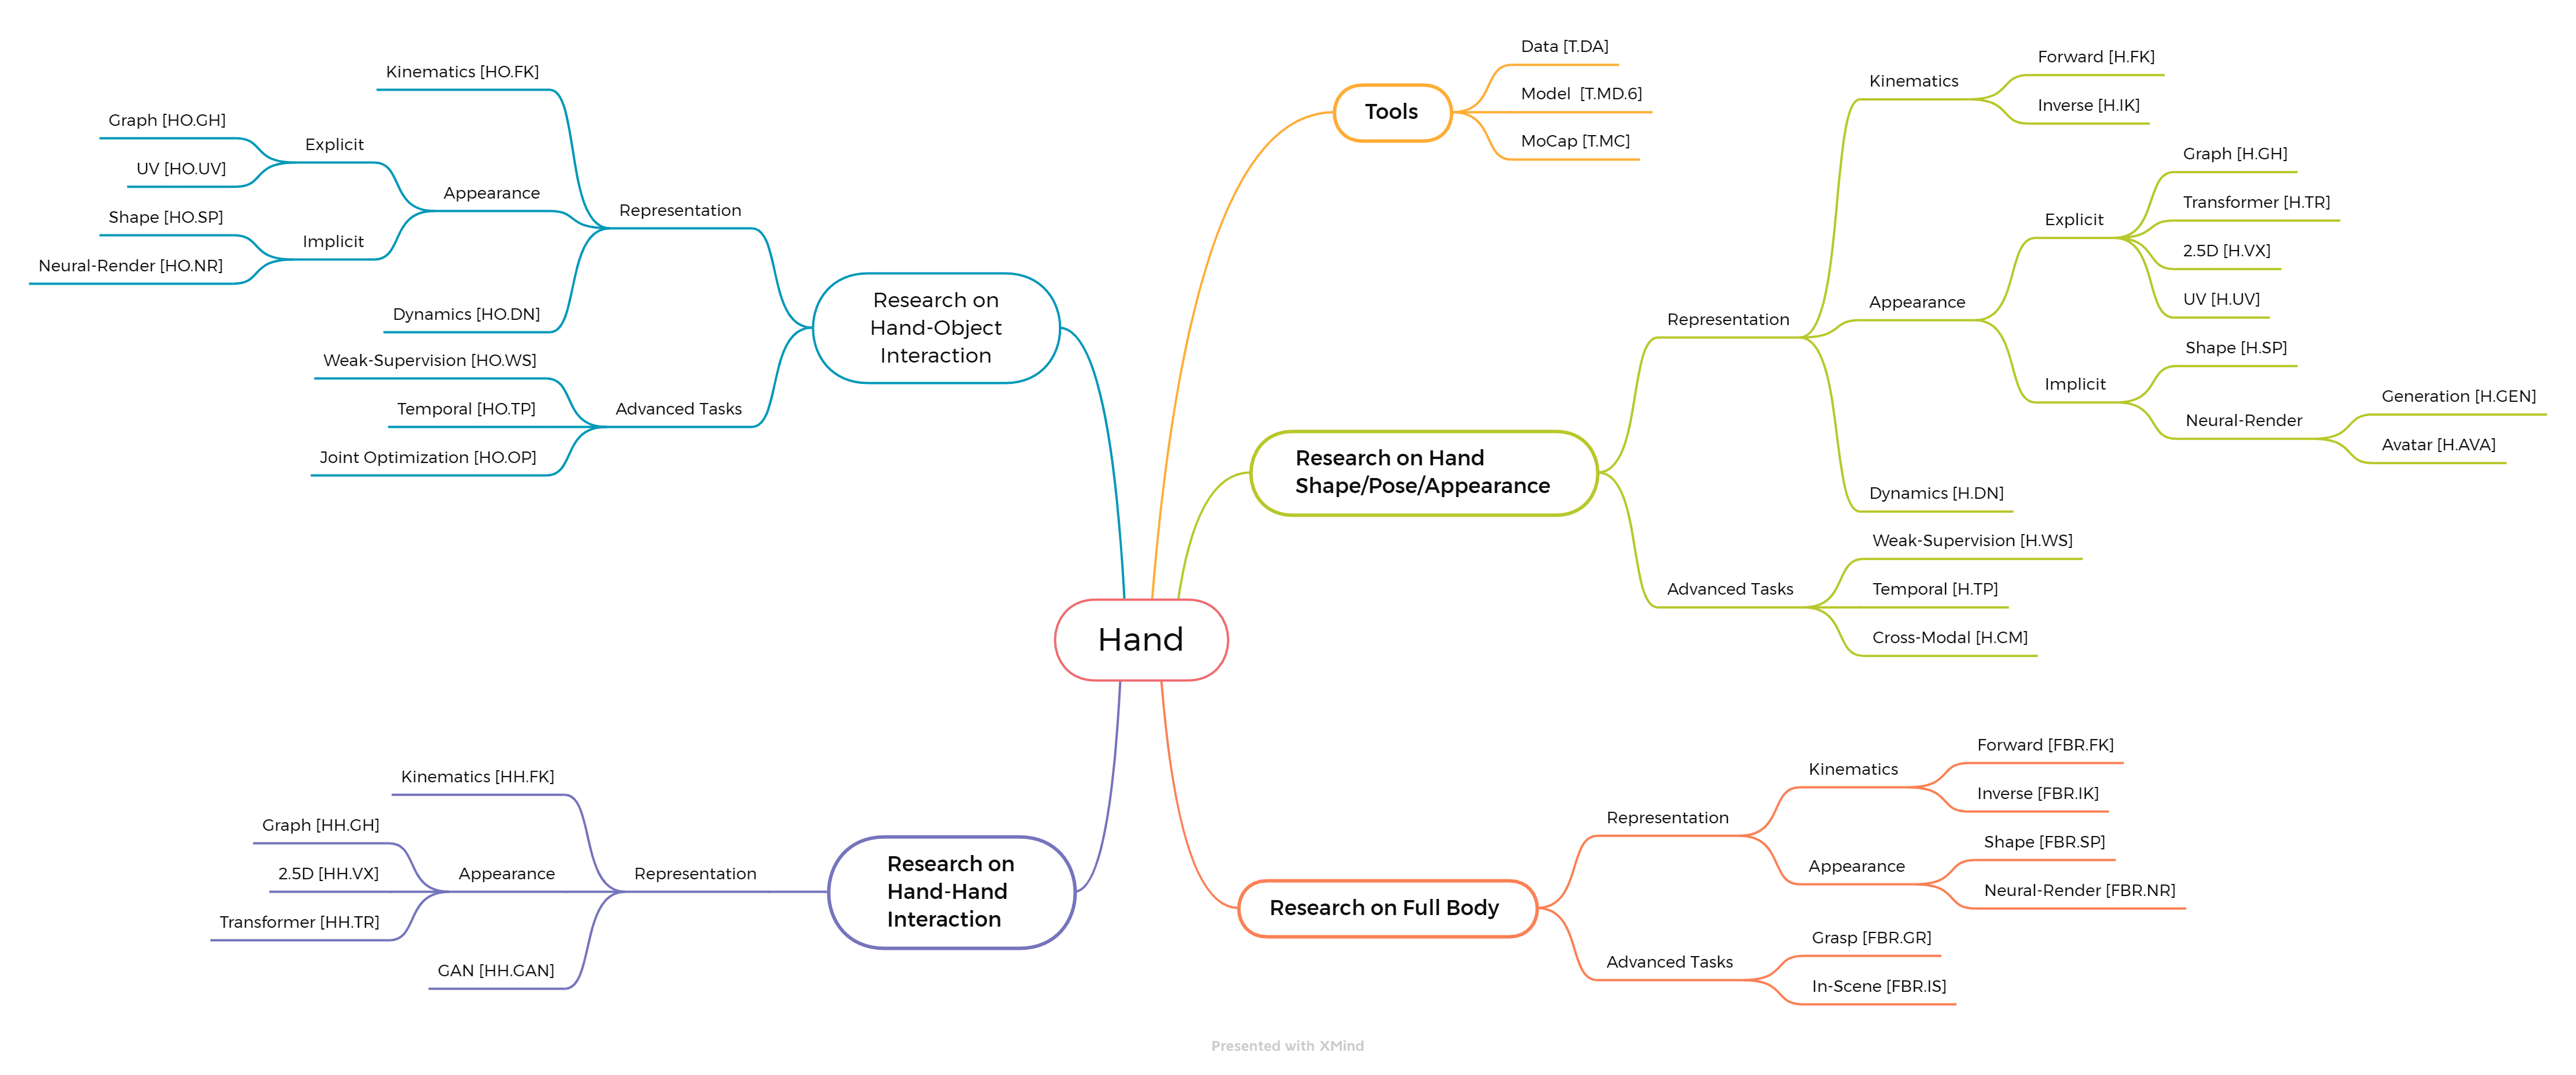 Hand
Research on
Hand-Object
Interaction
Representation
Kinematics [HO.FK]
Appearance
Explicit
Graph [HO.GH]
UV [HO.UV]
Implicit
Shape [HO.SP]
Neural-Render [HO.NR]
Dynamics [HO.DN]
Advanced Tasks
Weak-Supervision [HO.WS]
Temporal [HO.TP]
Joint Optimization [HO.OP]
Research on
Hand-Hand
Interaction
Representation
Kinematics [HH.FK]
Appearance
Graph [HH.GH]
2.5D [HH.VX]
Transformer [HH.TR]
GAN [HH.GAN]
Tools
Data [T.DA]
Model [T.MD.6]
MoCap [T.MC]
Research on Hand
Shape/Pose/Appearance
Representation
Kinematics
Forward [H.FK]
Inverse [H.IK]
Appearance
Explicit
Graph [H.GH]
Transformer [H.TR]
2.5D [H.VX]
UV [H.UV]
Implicit
Shape [H.SP]
Neural-Render
Generation [H.GEN]
Avatar [H.AVA]
Dynamics [H.DN]
Advanced Tasks
Weak-Supervision [H.WS]
Temporal [H.TP]
Cross-Modal [H.CM]
Research on Full Body
Representation
Kinematics
Forward [FBR.FK]
Inverse [FBR.IK]
Appearance
Shape [FBR.SP]
Neural-Render [FBR.NR]
Advanced Tasks
Grasp [FBR.GR]
In-Scene [FBR.IS]
Presented with XMind